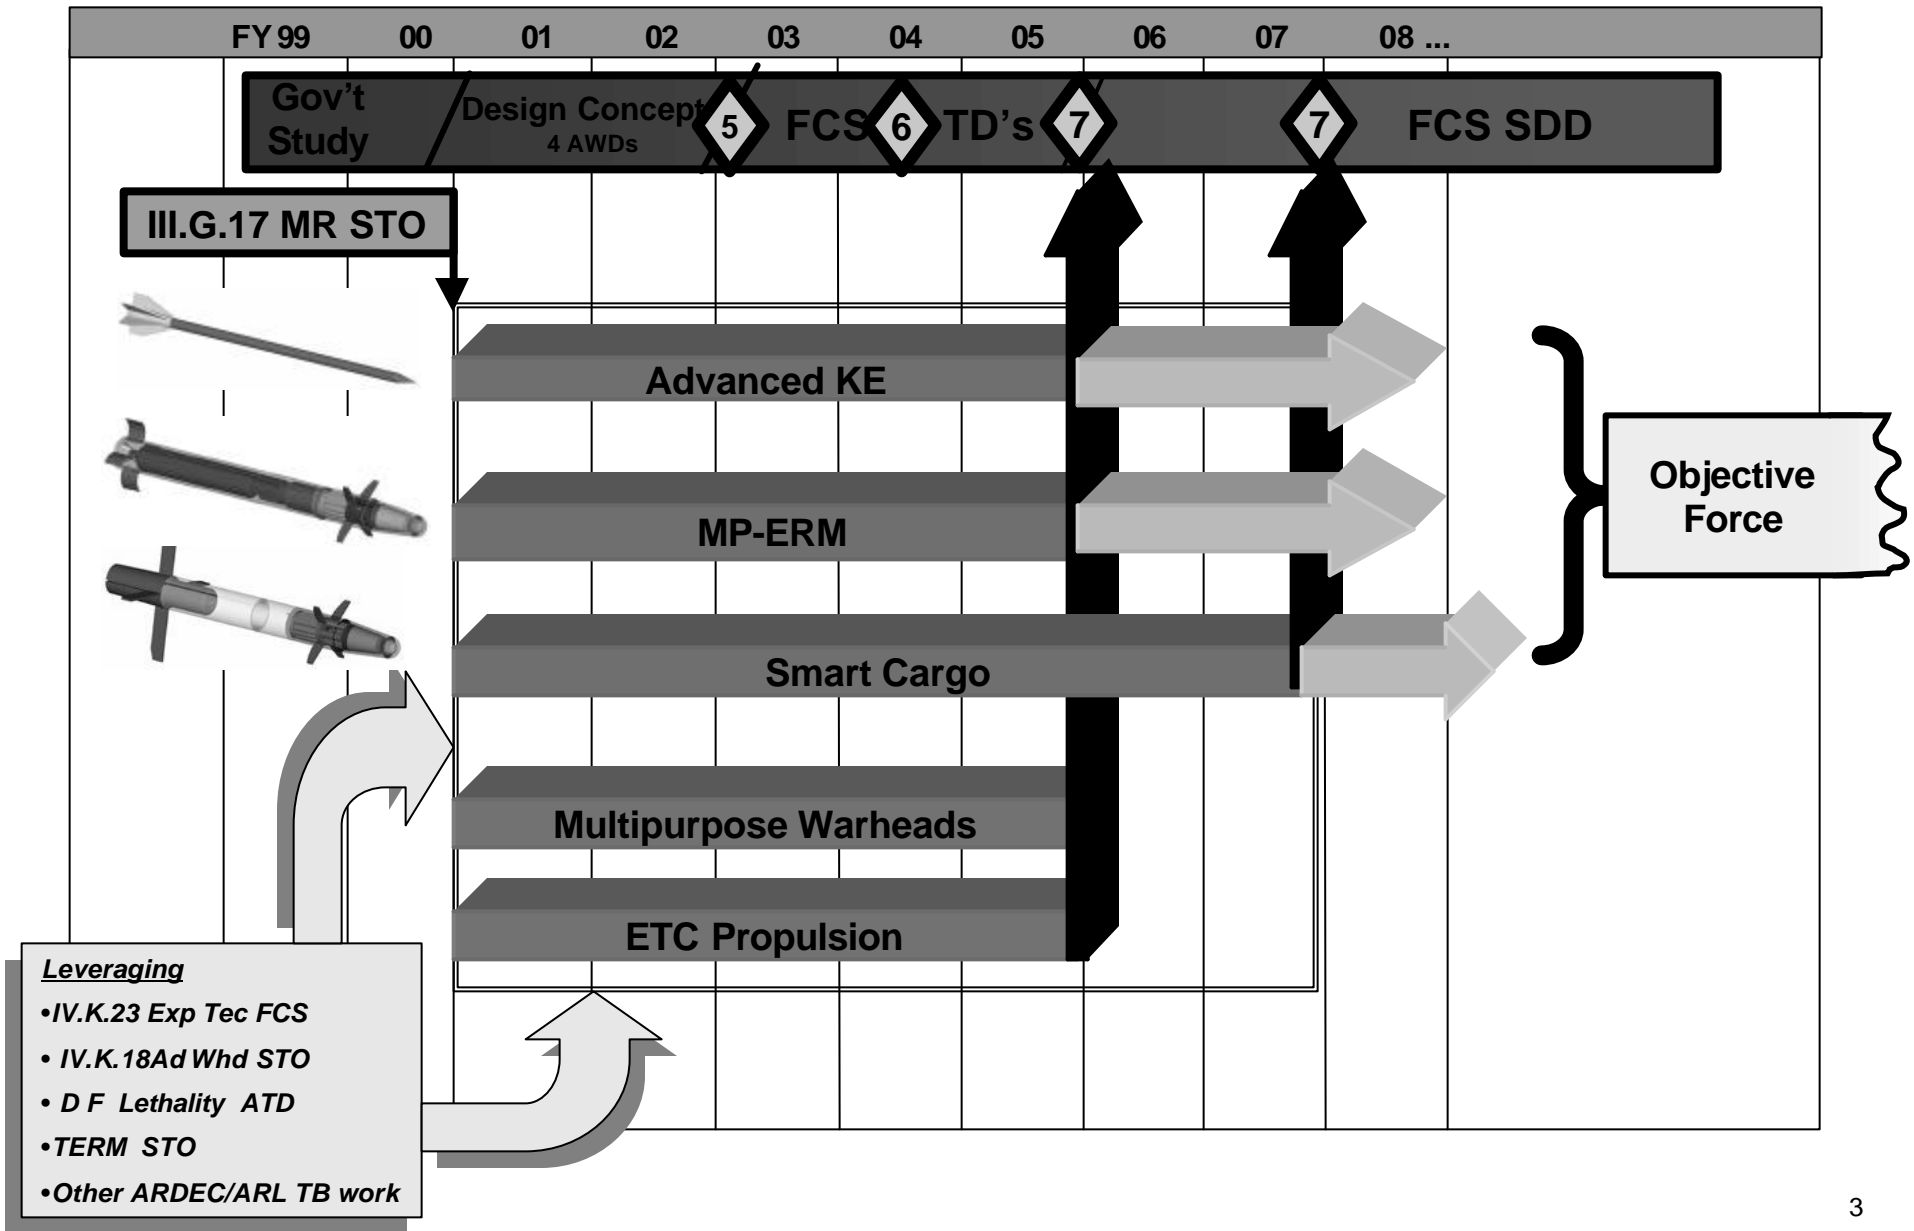 FY 99 00 01 02 03 04 05 06 07 08 ...
Gov't
Study
Design Concept
4 AWDs
5
FCS
6
TD's
7
7
FCS SDD
III.G.17 MR STO
Advanced KE
MP-ERM
Smart Cargo
Multipurpose Warheads
ETC Propulsion
Objective
Force
Leveraging
•IV.K.23 Exp Tec FCS
• IV.K.18Ad Whd STO
• D F Lethality ATD
•TERM STO
•Other ARDEC/ARL TB work
3